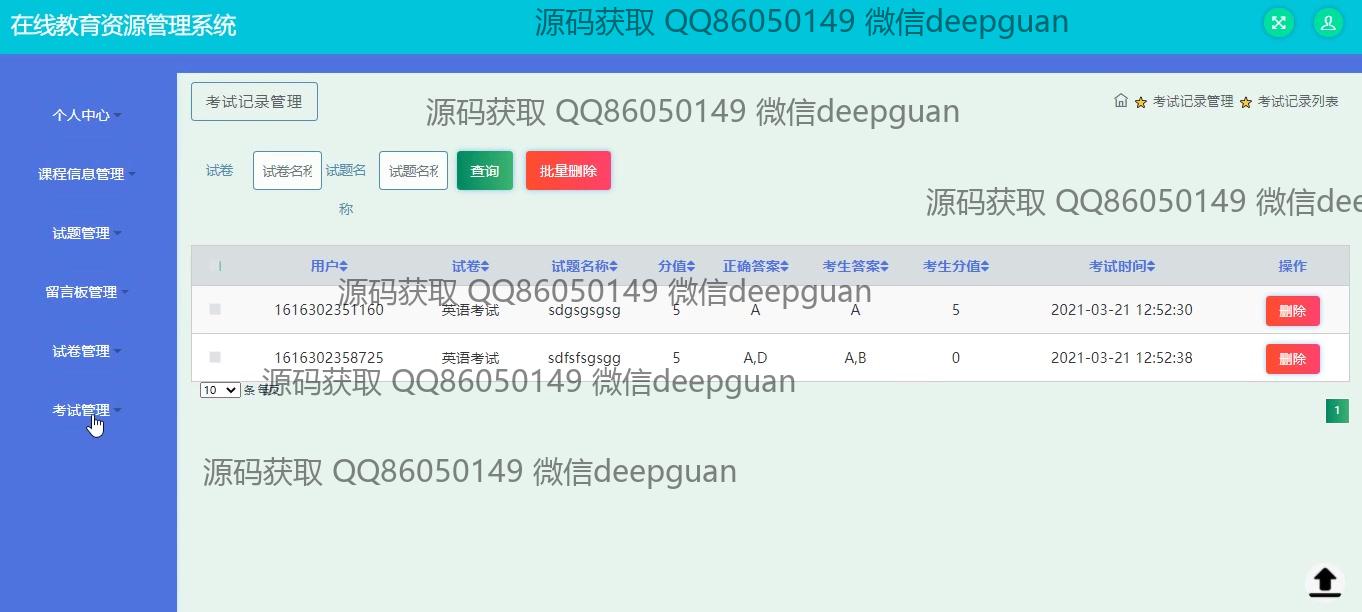 在线教育资源管理系统
源码获取 QQ86050149 微信deepguan
个人中心
课程信息管理
试题管理
留言板管理
试卷管理
考试管理
考试记录管理
源码获取 QQ86050149 微信deepguan
考试记录管理 考试记录列表
试卷 试卷名称 试题名称 试题名称 查询 批量删除
源码获取 QQ86050149 微信dee
用户 试卷 试题名称 分值 正确答案 考生答案 考生分值 考试时间 操作
源码获取 QQ86050149 微信deepguan
1616302351160 英语考试 sdgsgsgsg 5 A A 5 2021-03-21 12:52:30 删除
1616302358725 英语考试 sdfsfsgsgg 5 A,D A,B 0 2021-03-21 12:52:38 删除
10 条 每页
源码获取 QQ86050149 微信deepguan
1
源码获取 QQ86050149 微信deepguan